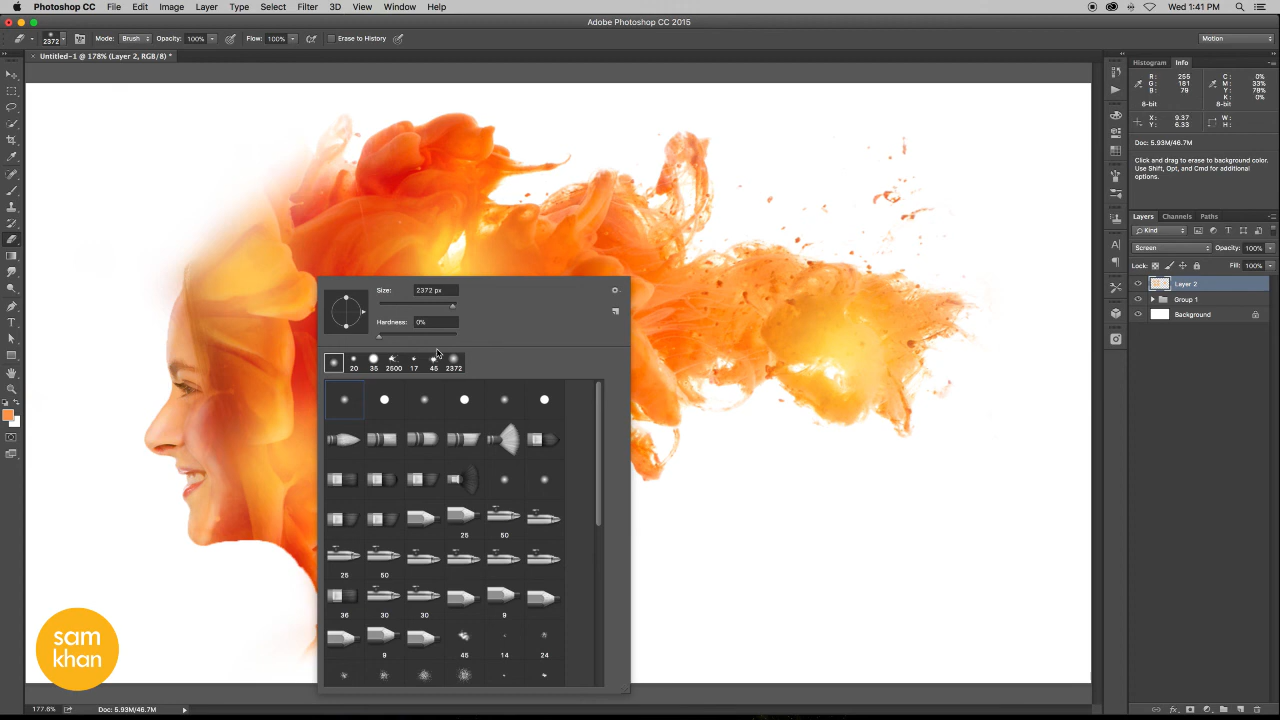 Photoshop CC File Edit Image Layer Type Select Filter 3D View Window Help Wed 1:41 PM
Adobe Photoshop CC 2015
2372 Mode: Brush Opacity: 100% Flow: 100% Erase to History Motion
Untitled-1 @ 178% (Layer 2, RGB/8) *
Histogram Info
R: 255 C: 0%
G: 181 M: 33%
B: 79 Y: 78%
K: 0%
8-bit 8-bit
X: 9.37 W:
Y: 6.33 H:
Doc: 5.93M/46.7M
Click and drag to erase to background color.
Use Shift, Opt, and Cmd for additional
options.
Layers Channels Paths
Kind
Screen Opacity: 100%
Lock: Fill: 100%
Layer 2
Group 1
Background
Size: 2372 px
Hardness: 0%
20 35 2500 17 45 2372
25 50
25 50
36 30 30 9
9 45 14 24
sam
khan
177.6% Doc: 5.93M/46.7M